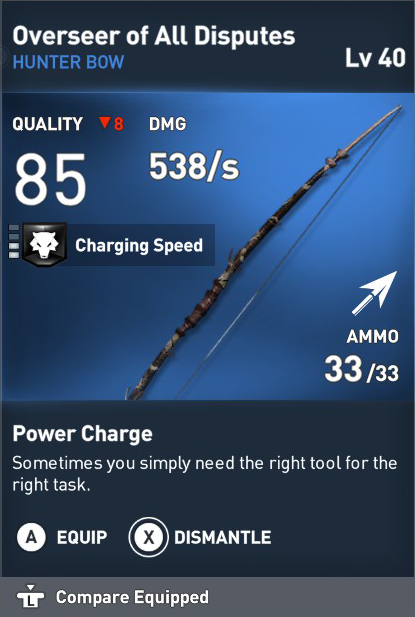 Overseer of All Disputes
HUNTER BOW
Lv 40
QUALITY ▼8 DMG
85 538/s
Charging Speed
AMMO
33/33
Power Charge
Sometimes you simply need the right tool for the
right task.
A EQUIP X DISMANTLE
L Compare Equipped